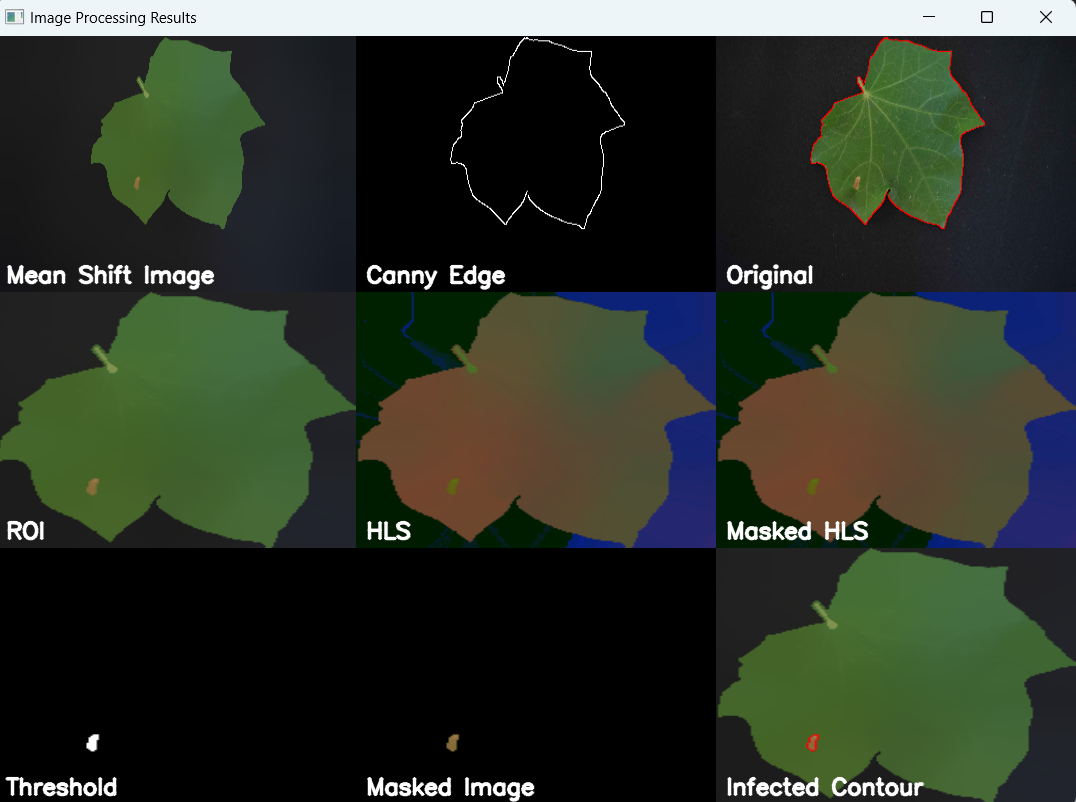 Image Processing Results
Mean Shift Image
Canny Edge
Original
ROI
HLS
Masked HLS
Threshold
Masked Image
Infected Contour